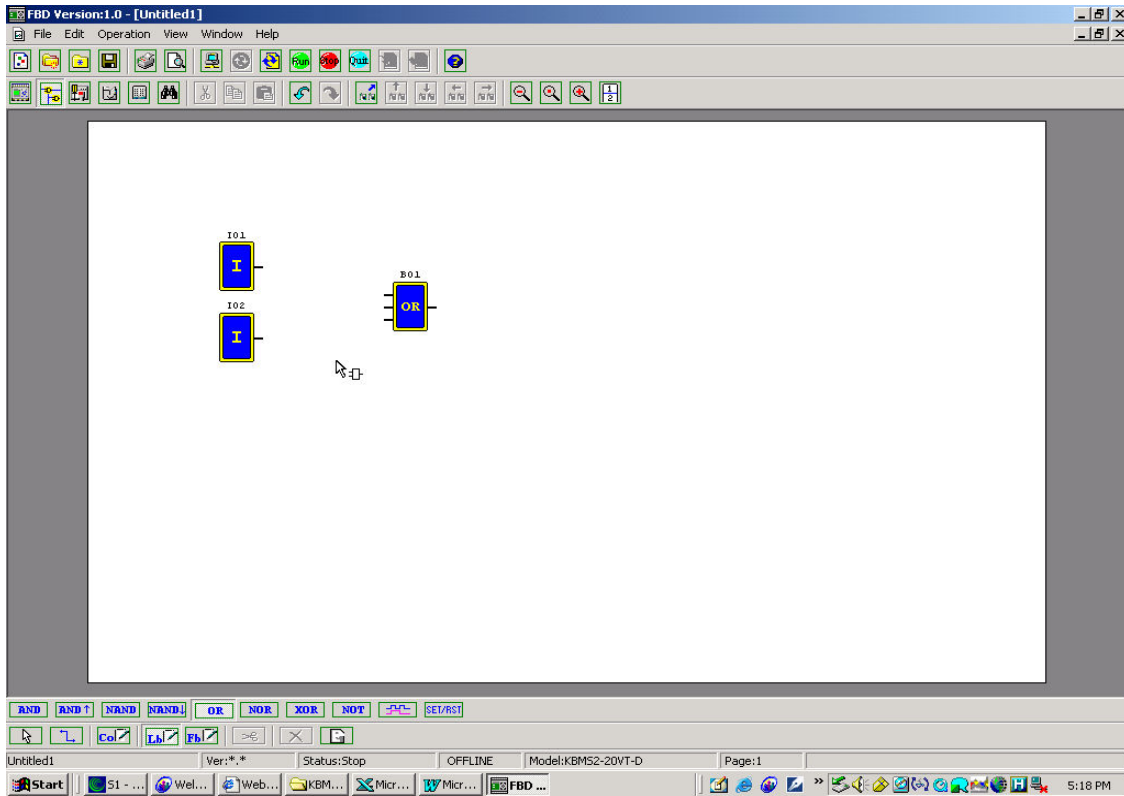 FBD Version:1.0 - [Untitled1]
File Edit Operation View Window Help
Run Stop Quit
1
2
I01
I
B01
OR
I02
I
AND AND↑ NAND NAND↓ OR NOR XOR NOT SET/RST
Co Lb Fb
Untitled1 Ver:*.* Status:Stop OFFLINE Model:KBMS2-20VT-D Page:1
Start S1 - ... Wel... Web... KBM... Micr... Micr... FBD ... » 5:18 PM